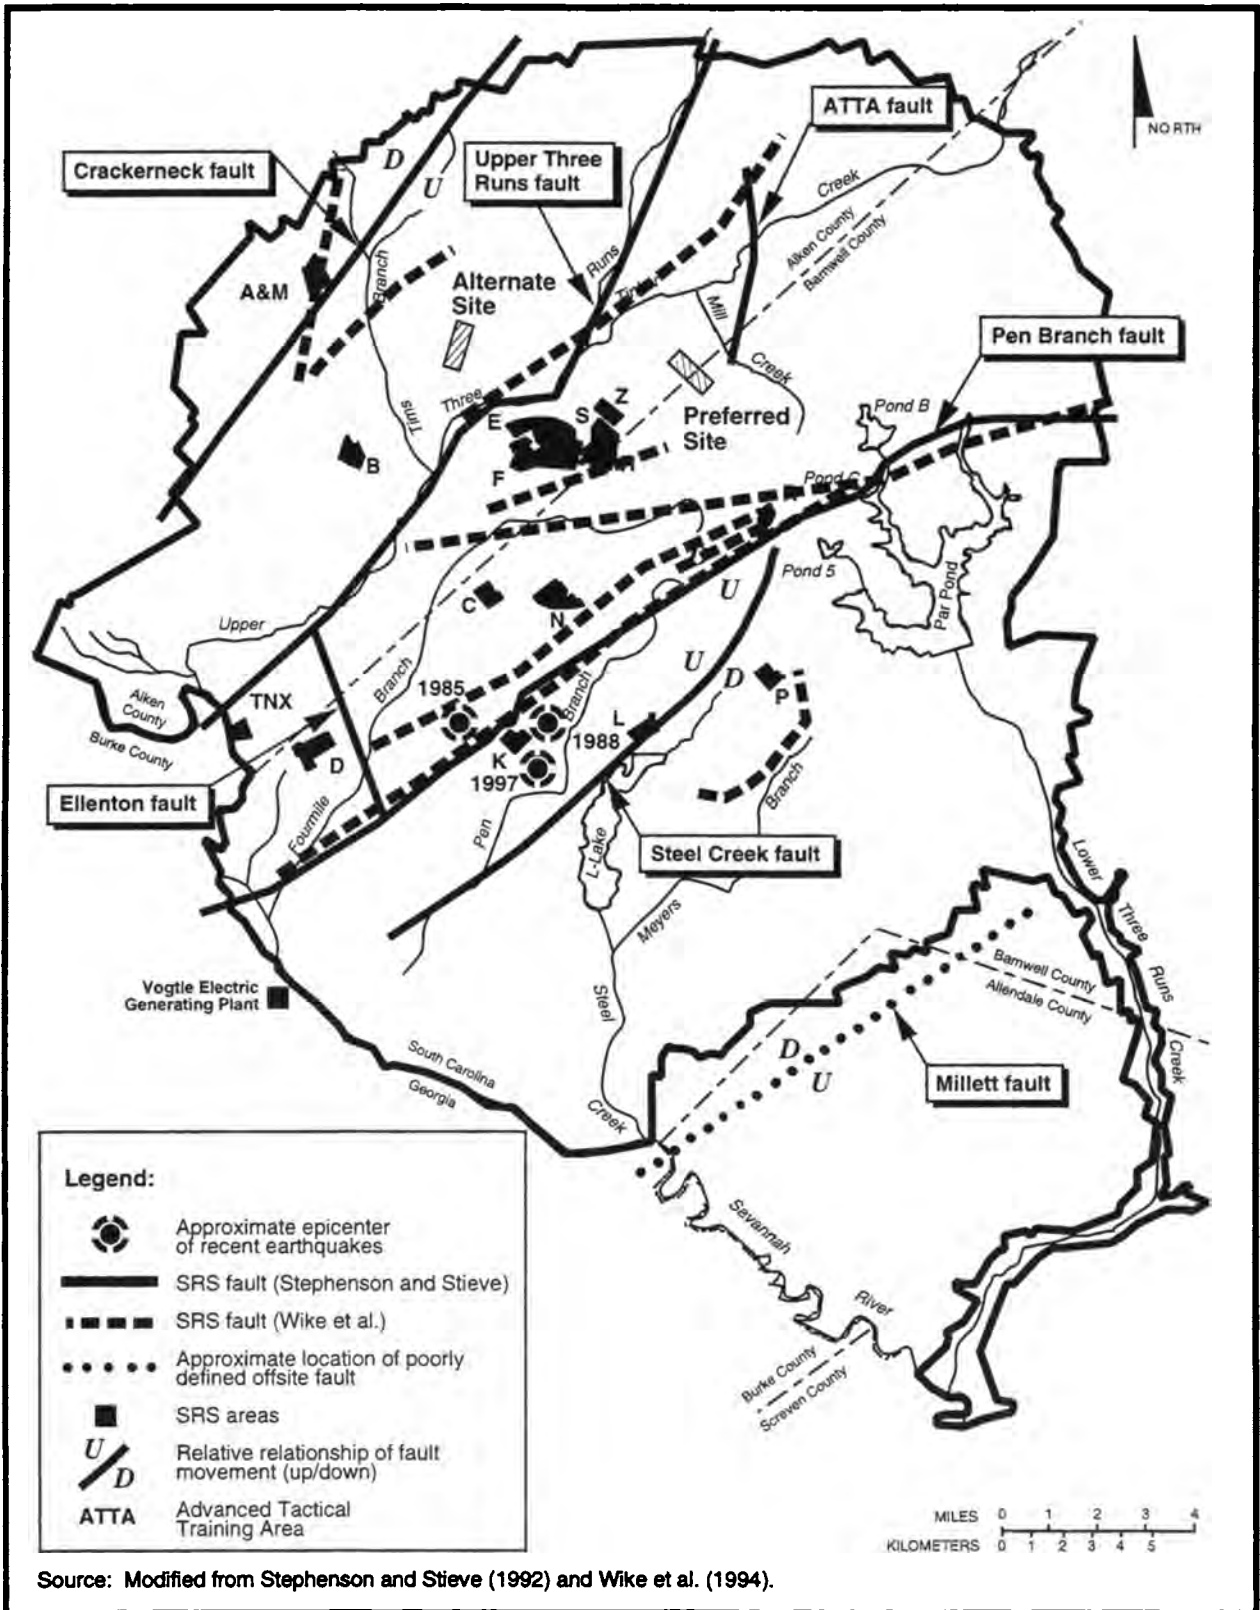 NORTH
ATTA fault
Crackerneck fault
Upper Three
Runs fault
D
U
Creek
Aiken County
Barnwell County
Branch
A&M
Alternate
Site
Runs
Mill
Creek
Pen Branch fault
Three
Tims
E
S
Z
Preferred
Site
Pond B
B
F
Pond C
C
N
U
Pond 5
Par Pond
Upper
Branch
U
D
P
Aiken
County
Burke County
TNX
1985
Branch
L
1988
K
1997
D
Ellenton fault
Fourmile
Pen
Branch
L-Lake
Steel Creek fault
Meyers
Lower
Three
Runs
Creek
Vogtle Electric
Generating Plant
Steel
Creek
Barnwell County
Allendale County
South Carolina
Georgia
D
U
Millett fault
Savannah
River
Burke County
Screven County
Legend:
Approximate epicenter
of recent earthquakes
SRS fault (Stephenson and Stieve)
SRS fault (Wike et al.)
Approximate location of poorly
defined offsite fault
SRS areas
U
D
Relative relationship of fault
movement (up/down)
ATTA
Advanced Tactical
Training Area
MILES 0 1 2 3 4
KILOMETERS 0 1 2 3 4 5
Source: Modified from Stephenson and Stieve (1992) and Wike et al. (1994).